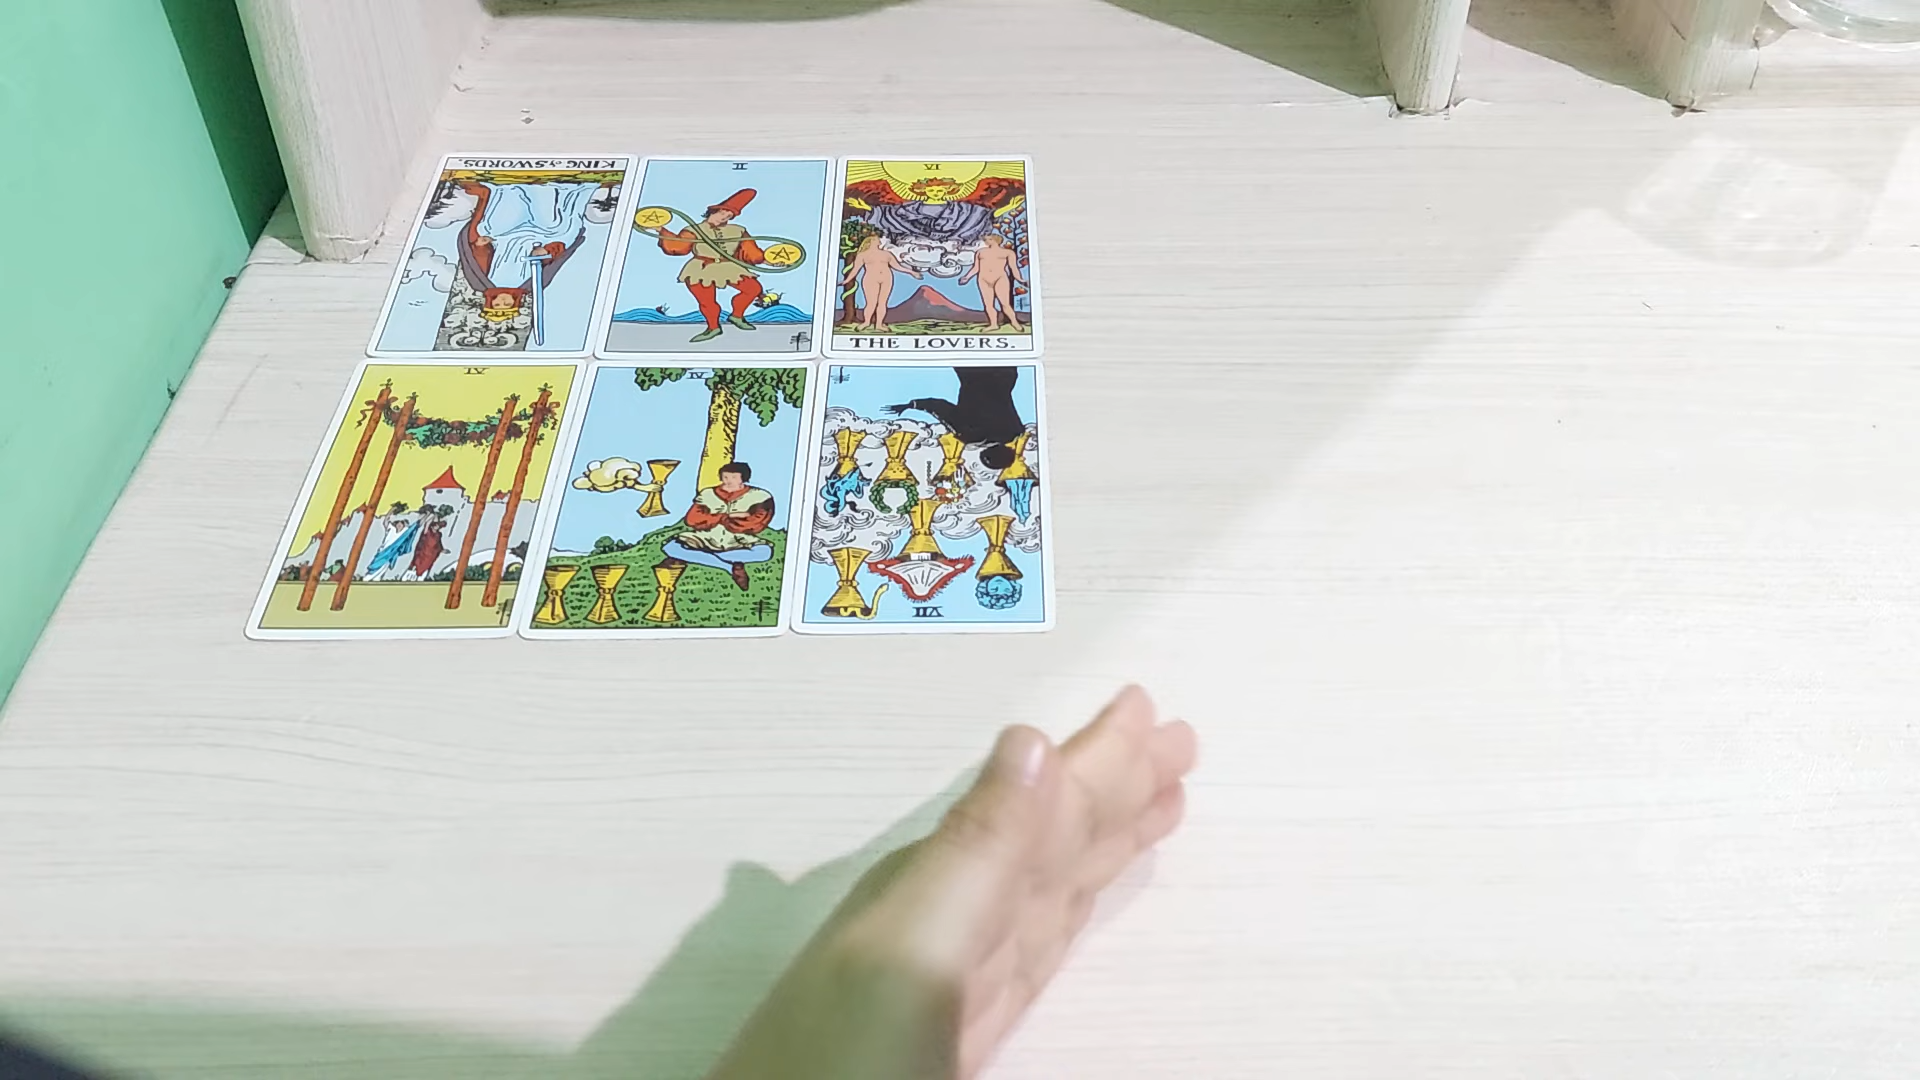 KING of SWORDS.
II
VI
THE LOVERS.
IV
IV
VII